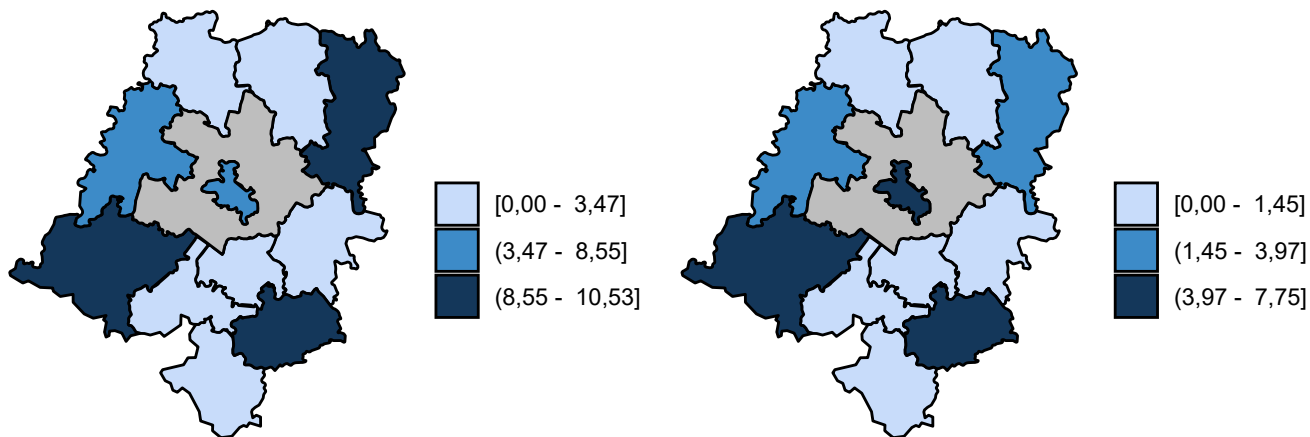 [0,00 - 3,47]
(3,47 - 8,55]
(8,55 - 10,53]
[0,00 - 1,45]
(1,45 - 3,97]
(3,97 - 7,75]